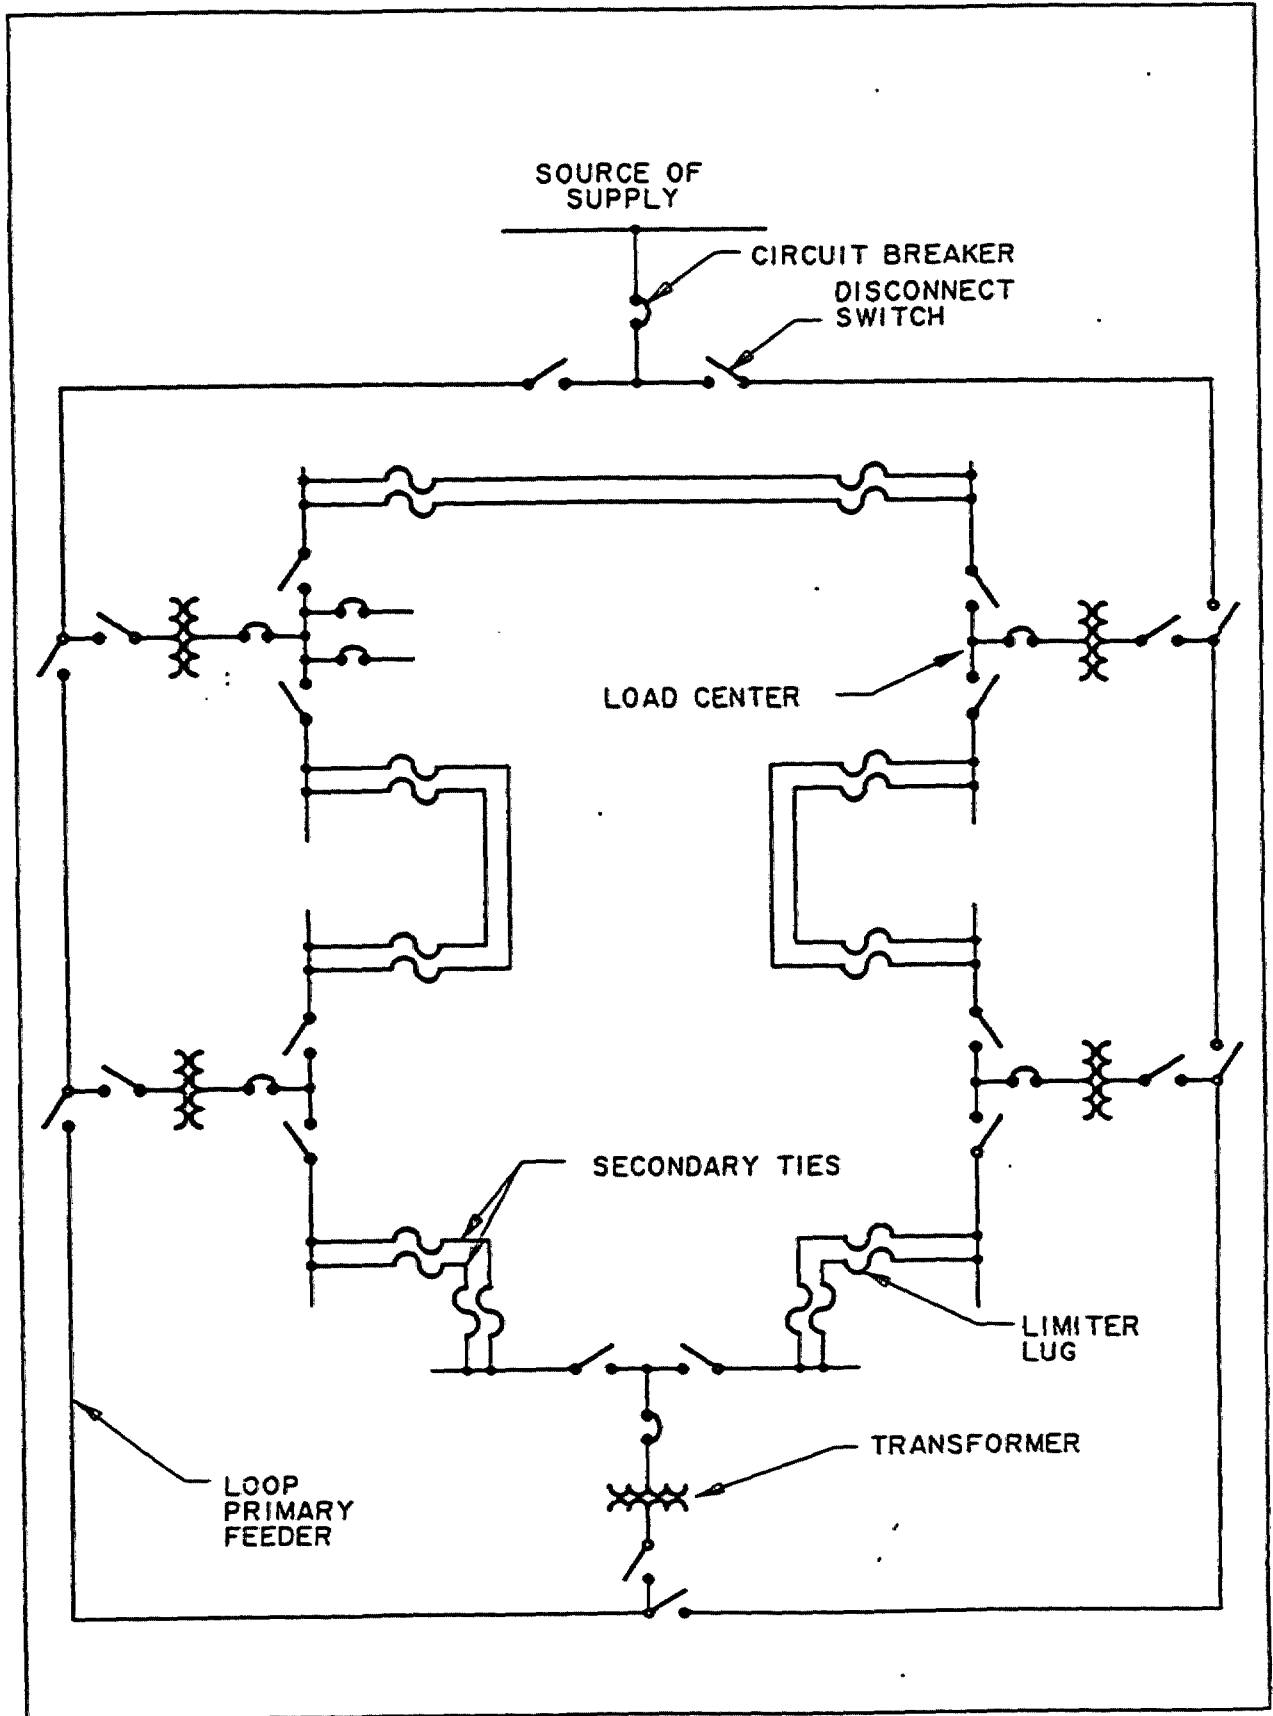 SOURCE OF
SUPPLY
CIRCUIT BREAKER
DISCONNECT
SWITCH
LOAD CENTER
SECONDARY TIES
LIMITER
LUG
TRANSFORMER
LOOP
PRIMARY
FEEDER